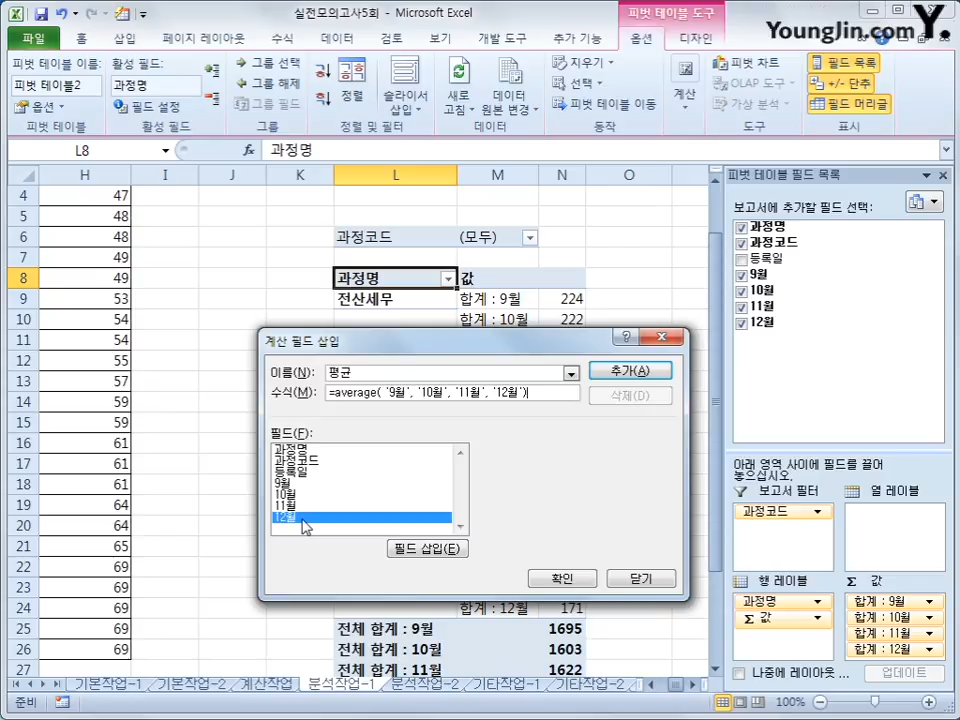 실전모의고사5회 - Microsoft Excel
피벗 테이블 도구
Younglin.com Y.
파일 홈 삽입 페이지 레이아웃 수식 데이터 검토 보기 개발 도구 추가 기능 옵션 디자인
피벗 테이블 이름:
피벗테이블2
옵션
피벗 테이블
활성 필드:
과정명
필드 설정
활성 필드
그룹 선택
그룹 해제
그룹 필드
그룹
정렬
슬라이서
삽입
정렬 및 필터
새로
고침
데이터
원본 변경
데이터
지우기
선택
피벗 테이블 이동
동작
계산
피벗 차트
OLAP 도구
가상 분석
도구
필드 목록
+/- 단추
필드 머리글
표시
L8 fx 과정명
H I J K L M N O
4 47
5 48
6 48 과정코드 (모두)
7 49
8 49 과정명 값
9 53 전산세무 합계 : 9월 224
10 54 합계 : 10월 222
11 54
12 55
13 57
14 59
15 59
16 61
17 61
18 61
19 64
20 64
21 65
22 69
23 69
24 69 합계 : 12월 171
25 69 전체 합계 : 9월 1695
26 69 전체 합계 : 10월 1603
27 전체 합계 : 11월 1622
계산 필드 삽입
이름(N): 평균 추가(A)
수식(M): =average( '9월', '10월', '11월', '12월') 삭제(D)
필드(F):
과정명
과정코드
등록일
9월
10월
11월
12월
필드 삽입(E)
확인 닫기
피벗 테이블 필드 목록
보고서에 추가할 필드 선택:
과정명
과정코드
등록일
9월
10월
11월
12월
아래 영역 사이에 필드를 끌어
놓으십시오.
보고서 필터 열 레이블
과정코드
행 레이블 Σ 값
과정명 합계 : 9월
Σ 값 합계 : 10월
합계 : 11월
합계 : 12월
나중에 레이아웃 ... 업데이트
기본작업-1 기본작업-2 계산작업 분석작업-1 분석작업-2 기타작업-1 기타작업-2
준비 100%